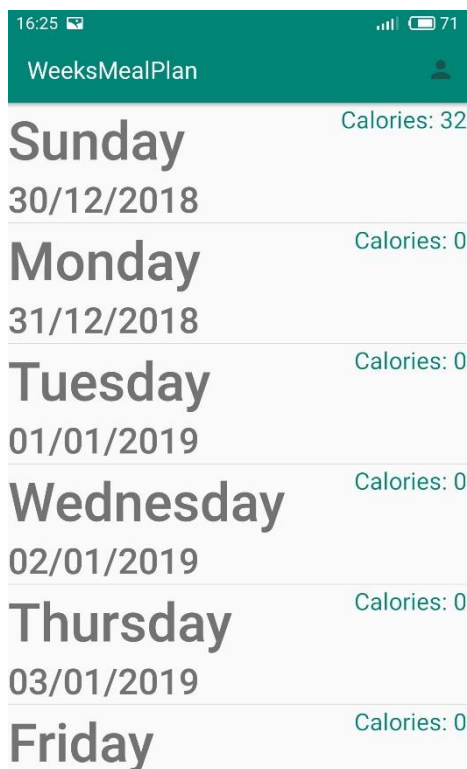 16:25 71
WeeksMealPlan
Sunday Calories: 32
30/12/2018
Monday Calories: 0
31/12/2018
Tuesday Calories: 0
01/01/2019
Wednesday Calories: 0
02/01/2019
Thursday Calories: 0
03/01/2019
Friday Calories: 0